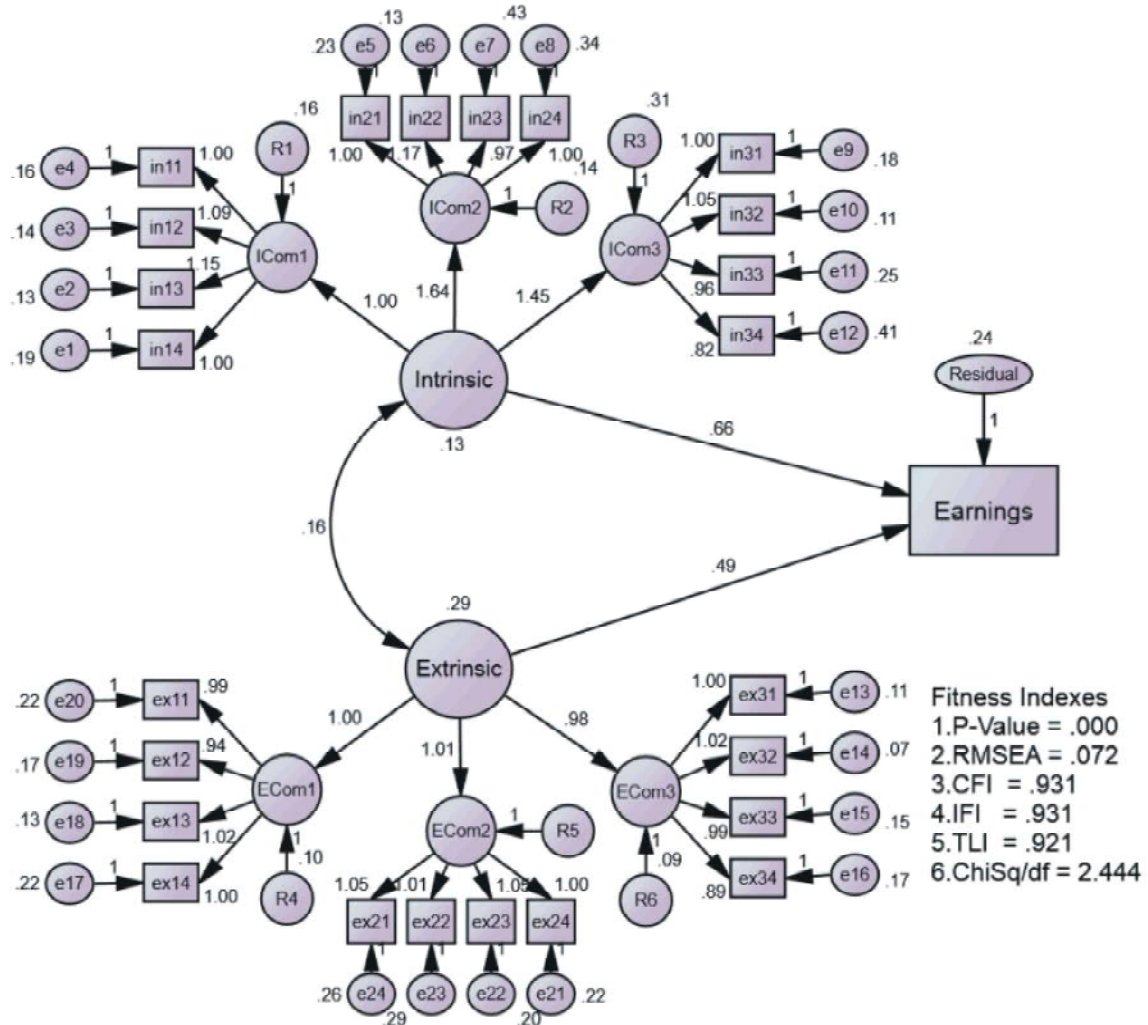 .13 .43
.23 e5 e6 e7 e8 .34
1 1 1 1
in21 in22 in23 in24
1.00 1.17 .97 1.00
.16
R1
1
.31
R3
1
.16 e4 1 in11 1.00
.14 e3 1 in12 1.09
.13 e2 1 in13 1.15
.19 e1 1 in14 1.00
ICom1
ICom2 1 R2 .14
ICom3
1.00 in31 1 e9 .18
1.05 in32 1 e10 .11
.96 in33 1 e11 .25
.82 in34 1 e12 .41
1.00 1.64 1.45
Intrinsic
.13
.24
Residual
1
.66
Earnings
.16
.49
.29
Extrinsic
1.00 1.01 .98
.22 e20 1 ex11 .99
.17 e19 1 ex12 .94
.13 e18 1 ex13 1.02
.22 e17 1 ex14 1.00
ECom1
1
.10
R4
ECom2 1 R5
1.05 1.01 1.05 1.00
ex21 ex22 ex23 ex24
1 1 1 1
.26 e24 e23 e22 e21 .22
.29 .20
ECom3
1
.09
R6
1.00 ex31 1 e13 .11
1.02 ex32 1 e14 .07
.99 ex33 1 e15 .15
.89 ex34 1 e16 .17
Fitness Indexes
1.P-Value = .000
2.RMSEA = .072
3.CFI = .931
4.IFI = .931
5.TLI = .921
6.ChiSq/df = 2.444